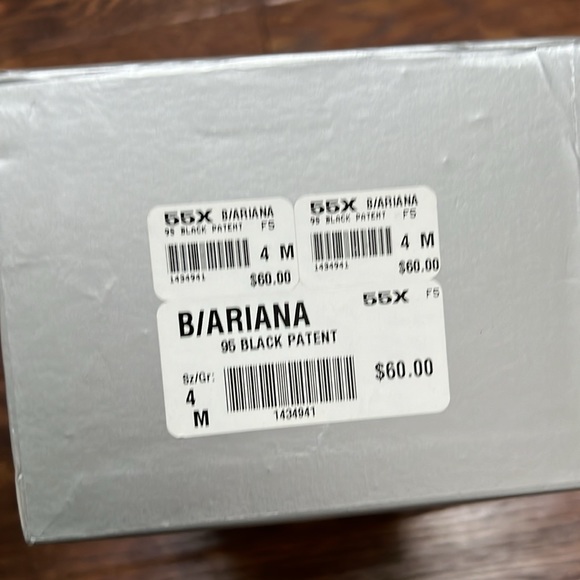 55X B/ARIANA
95 BLACK PATENT FS
4 M
1434941
$60.00
55X B/ARIANA
95 BLACK PATENT FS
4 M
1434941
$60.00
55X FS
B/ARIANA
95 BLACK PATENT
Sz/Gr:
4
M
$60.00
1434941